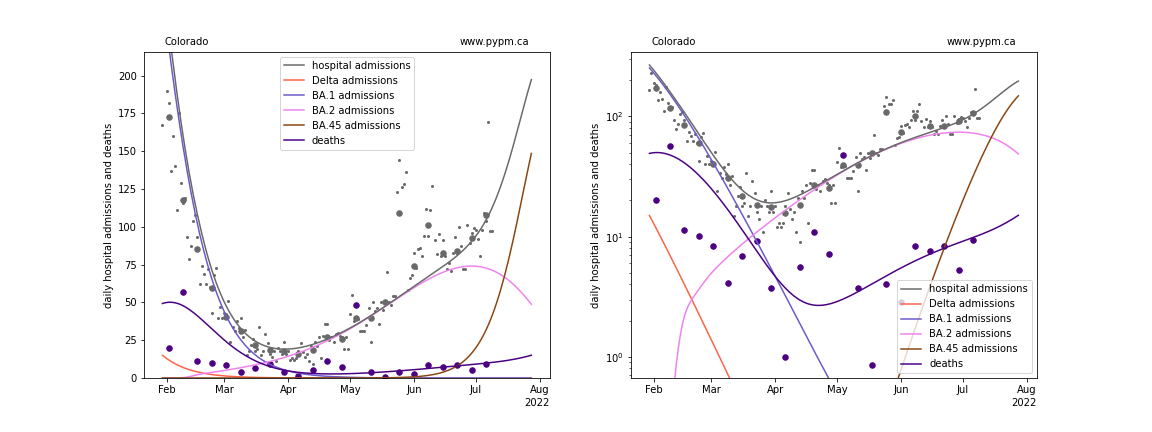 Colorado
www.pypm.ca
daily hospital admissions and deaths
200
175
150
125
100
75
50
25
0
hospital admissions
Delta admissions
BA.1 admissions
BA.2 admissions
BA.45 admissions
deaths
Feb Mar Apr May Jun Jul Aug
2022
Colorado
www.pypm.ca
daily hospital admissions and deaths
10²
10¹
10⁰
hospital admissions
Delta admissions
BA.1 admissions
BA.2 admissions
BA.45 admissions
deaths
Feb Mar Apr May Jun Jul Aug
2022